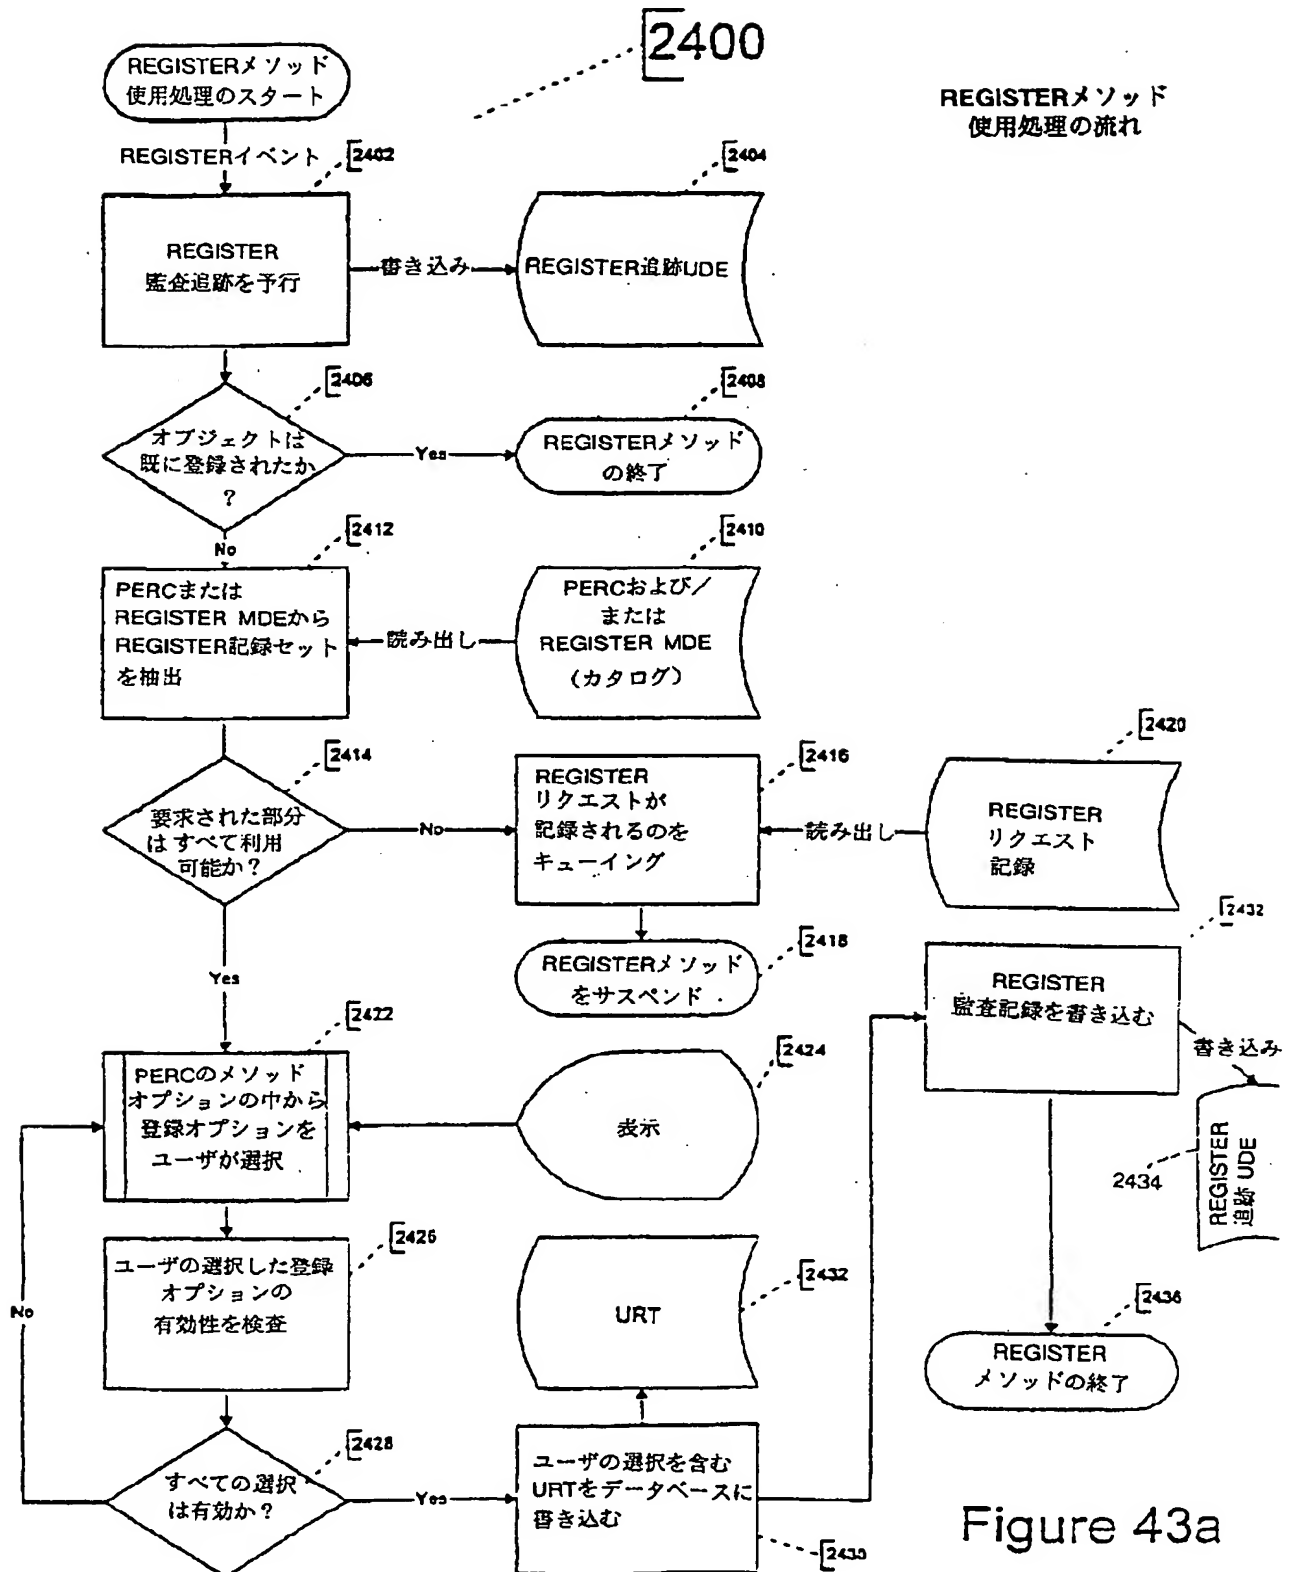 2400
REGISTERメソッド
使用処理のスタート
REGISTERメソッド
使用処理の流れ
REGISTERイベント
2402
2404
REGISTER
監査追跡を予行
書き込み
REGISTER追跡UDE
2406
2408
オブジェクトは
既に登録されたか
?
Yes
REGISTERメソッド
の終了
No
2412
2410
PERCまたは
REGISTER MDEから
REGISTER記録セット
を抽出
読み出し
PERCおよび/
または
REGISTER MDE
(カタログ)
2414
2416
2420
要求された部分
はすべて利用
可能か?
No
REGISTER
リクエストが
記録されるのを
キューイング
読み出し
REGISTER
リクエスト
記録
2418
REGISTERメソッド
をサスペンド
2432
REGISTER
監査記録を書き込む
書き込み
2434
REGISTER
追跡 UDE
Yes
2422
2424
PERCのメソッド
オプションの中から
登録オプションを
ユーザが選択
表示
2426
ユーザの選択した登録
オプションの
有効性を検査
No
2432
URT
2436
REGISTER
メソッドの終了
2428
すべての選択
は有効か?
Yes
ユーザの選択を含む
URTをデータベースに
書き込む
Figure 43a